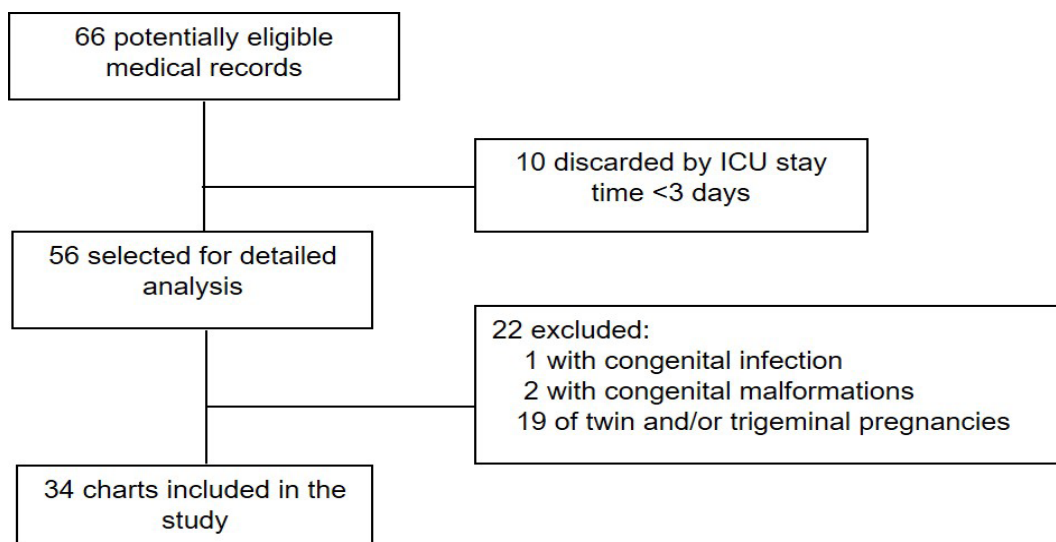 66 potentially eligible
medical records
10 discarded by ICU stay
time <3 days
56 selected for detailed
analysis
22 excluded:
1 with congenital infection
2 with congenital malformations
19 of twin and/or trigeminal pregnancies
34 charts included in the
study